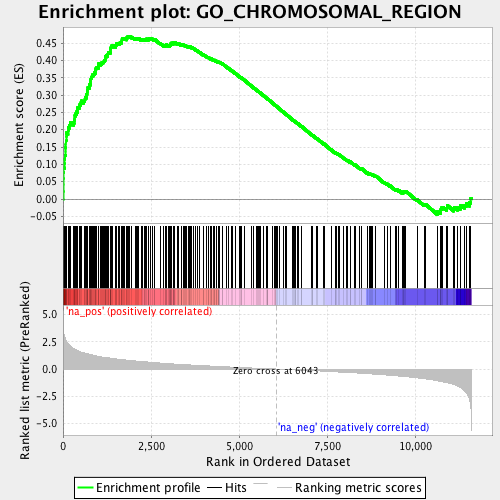 Enrichment plot: GO_CHROMOSOMAL_REGION
Enrichment score (ES)
0.45
0.40
0.35
0.30
0.25
0.20
0.15
0.10
0.05
0.00
-0.05
'na_pos' (positively correlated)
Ranked list metric (PreRanked)
5.0
2.5
0.0
-2.5
-5.0
Zero cross at 6043
'na_neg' (negatively correlated)
0 2,500 5,000 7,500 10,000
Rank in Ordered Dataset
Enrichment profile Hits Ranking metric scores